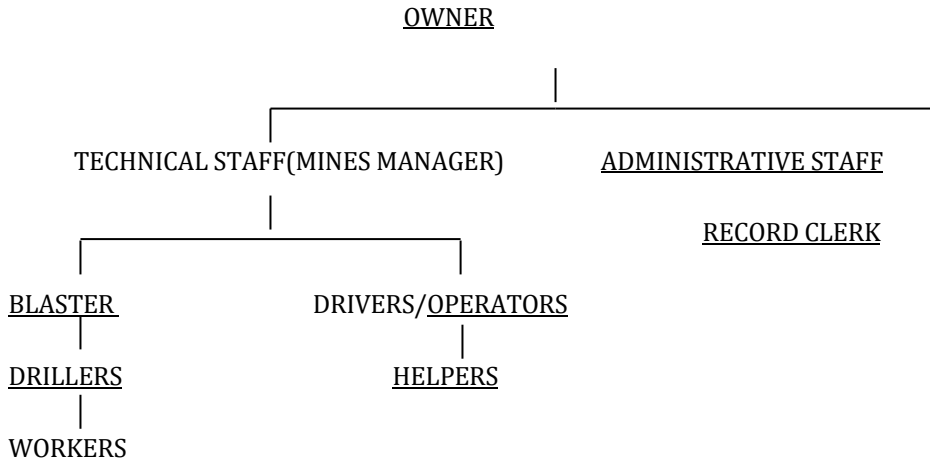 OWNER
TECHNICAL STAFF(MINES MANAGER) ADMINISTRATIVE STAFF
RECORD CLERK
BLASTER DRIVERS/OPERATORS
DRILLERS HELPERS
WORKERS